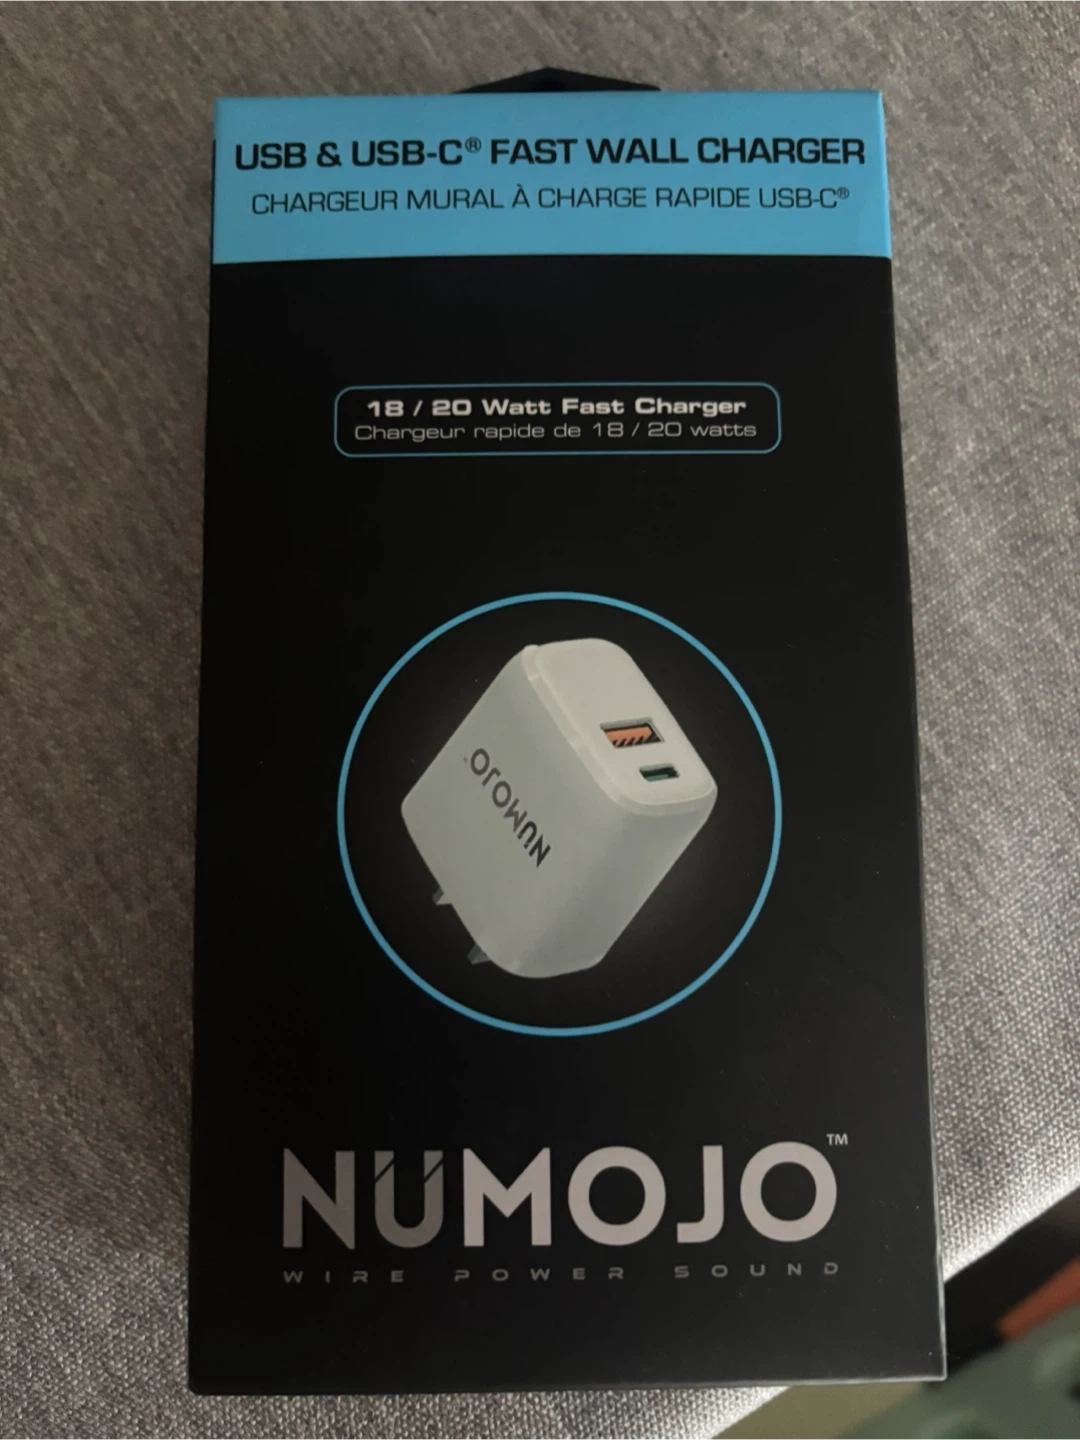 USB & USB-C® FAST WALL CHARGER
CHARGEUR MURAL À CHARGE RAPIDE USB-C®
18 / 20 Watt Fast Charger
Chargeur rapide de 18 / 20 watts
NUMOJO
NUMOJO™
WIRE POWER SOUND